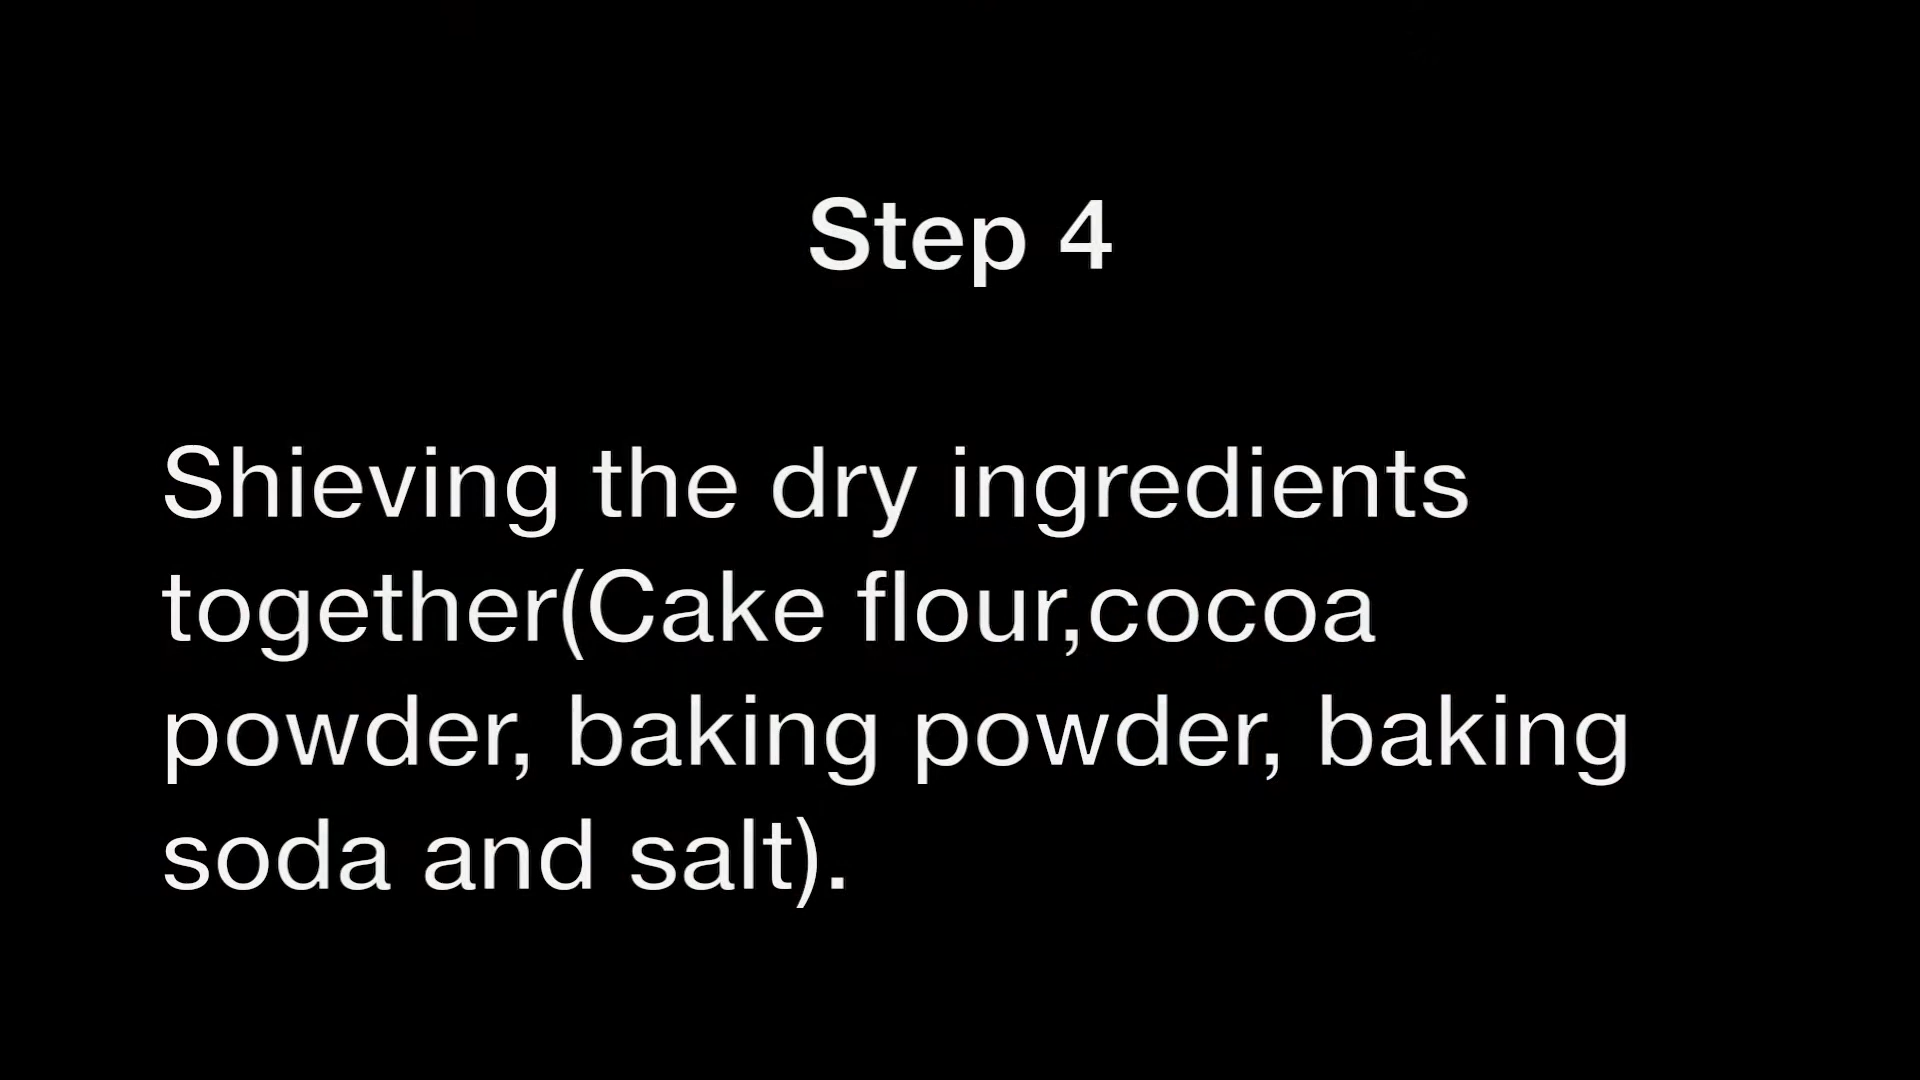 Step 4
Shieving the dry ingredients
together(Cake flour,cocoa
powder, baking powder, baking
soda and salt).